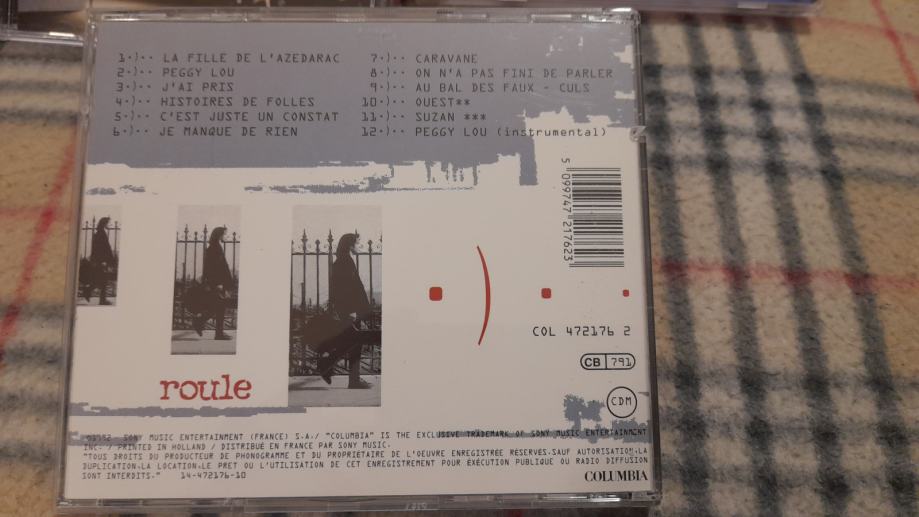 1·)·· LA FILLE DE L'AZEDARAC
2·)·· PEGGY LOU
3·)·· J'AI PRIS
4·)·· HISTOIRES DE FOLLES
5·)·· C'EST JUSTE UN CONSTAT
6·)·· JE MANQUE DE RIEN
7·)·· CARAVANE
8·)·· ON N'A PAS FINI DE PARLER
9·)·· AU BAL DES FAUX - CULS
10·)·· OUEST**
11·)·· SUZAN ***
12·)·· PEGGY LOU (instrumental)
5 099747 217623
COL 472176 2
CB 791
CDM
roule
SONY MUSIC ENTERTAINMENT (FRANCE) S.A./ "COLUMBIA" IS THE EXCLUSIVE TRADEMARK OF SONY MUSIC ENTERTAINMENT
INC. / PRINTED IN HOLLAND / DISTRIBUÉ EN FRANCE PAR SONY MUSIC.
"TOUS DROITS DU PRODUCTEUR DE PHONOGRAMME ET DU PROPRIÉTAIRE DE L'OEUVRE ENREGISTRÉE RÉSERVÉS.SAUF AUTORISATION.LA
DUPLICATION.LA LOCATION.LE PRET OU L'UTILISATION DE CET ENREGISTREMENT POUR EXÉCUTION PUBLIQUE OU RADIO DIFFUSION
SONT INTERDITS." 14-472176-10
COLUMBIA